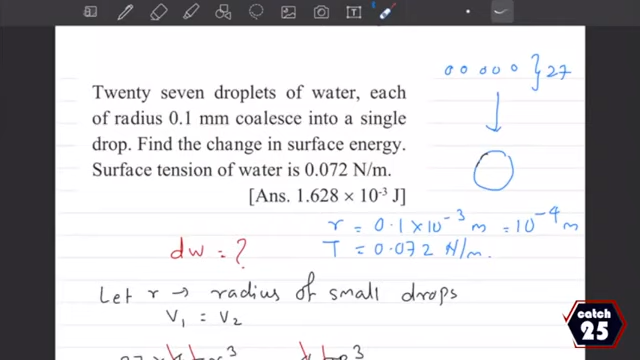 Twenty seven droplets of water, each
of radius 0.1 mm coalesce into a single
drop. Find the change in surface energy.
Surface tension of water is 0.072 N/m.
[Ans. 1.628 × 10⁻³ J]
00000 } 27
r = 0.1 × 10⁻³ m = 10⁻⁴ m
T = 0.072 N/m.
dw = ?
Let r → radius of small drops
V₁ = V₂
catch
25